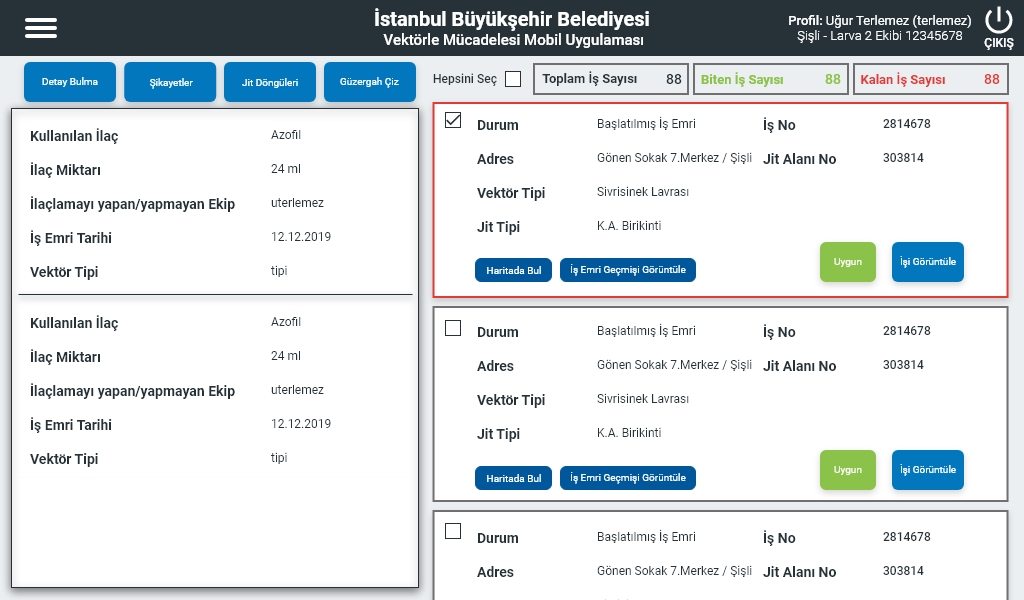 İstanbul Büyükşehir Belediyesi
Vektörle Mücadelesi Mobil Uygulaması
Profil: Uğur Terlemez (terlemez)
Şişli - Larva 2 Ekibi 12345678
ÇIKIŞ
Detay Bulma
Şikayetler
Jit Döngüleri
Güzergah Çiz
Hepsini Seç
Toplam İş Sayısı 88
Biten İş Sayısı 88
Kalan İş Sayısı 88
Kullanılan İlaç Azofil
İlaç Miktarı 24 ml
İlaçlamayı yapan/yapmayan Ekip uterlemez
İş Emri Tarihi 12.12.2019
Vektör Tipi tipi
Kullanılan İlaç Azofil
İlaç Miktarı 24 ml
İlaçlamayı yapan/yapmayan Ekip uterlemez
İş Emri Tarihi 12.12.2019
Vektör Tipi tipi
Durum Başlatılmış İş Emri İş No 2814678
Adres Gönen Sokak 7.Merkez / Şişli Jit Alanı No 303814
Vektör Tipi Sivrisinek Lavrası
Jit Tipi K.A. Birikinti
Haritada Bul
İş Emri Geçmişi Görüntüle
Uygun
İşi Görüntüle
Durum Başlatılmış İş Emri İş No 2814678
Adres Gönen Sokak 7.Merkez / Şişli Jit Alanı No 303814
Vektör Tipi Sivrisinek Lavrası
Jit Tipi K.A. Birikinti
Haritada Bul
İş Emri Geçmişi Görüntüle
Uygun
İşi Görüntüle
Durum Başlatılmış İş Emri İş No 2814678
Adres Gönen Sokak 7.Merkez / Şişli Jit Alanı No 303814